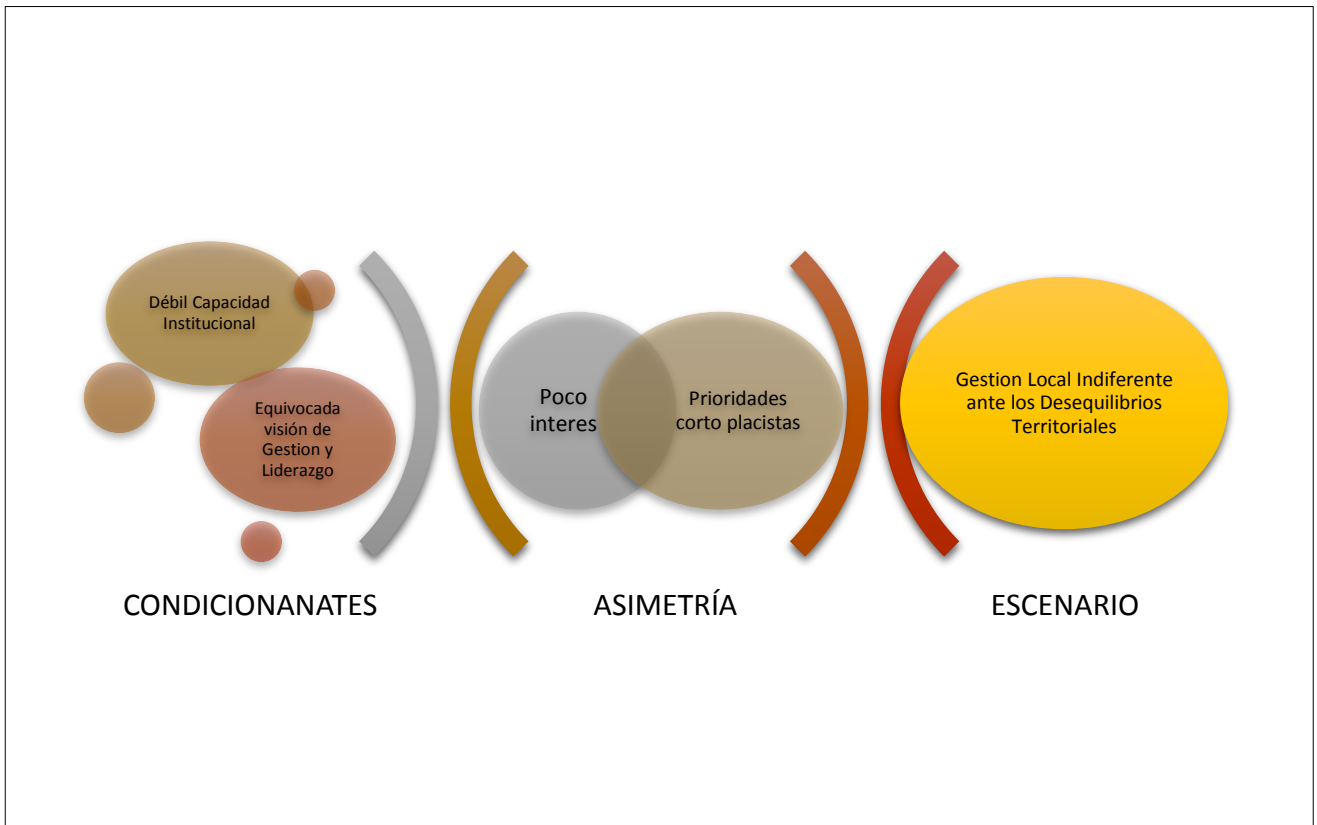 Débil Capacidad
Institucional
Equivocada
visión de
Gestion y
Liderazgo
CONDICIONANATES
Poco
interes
Prioridades
corto placistas
ASIMETRÍA
Gestion Local Indiferente
ante los Desequilibrios
Territoriales
ESCENARIO